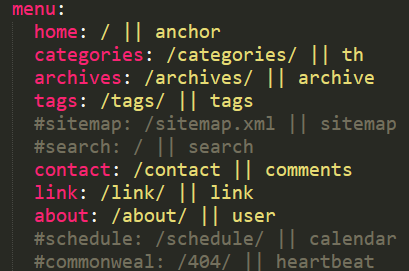 menu:
home: / || anchor
categories: /categories/ || th
archives: /archives/ || archive
tags: /tags/ || tags
#sitemap: /sitemap.xml || sitemap
#search: / || search
contact: /contact || comments
link: /link/ || link
about: /about/ || user
#schedule: /schedule/ || calendar
#commonweal: /404/ || heartbeat